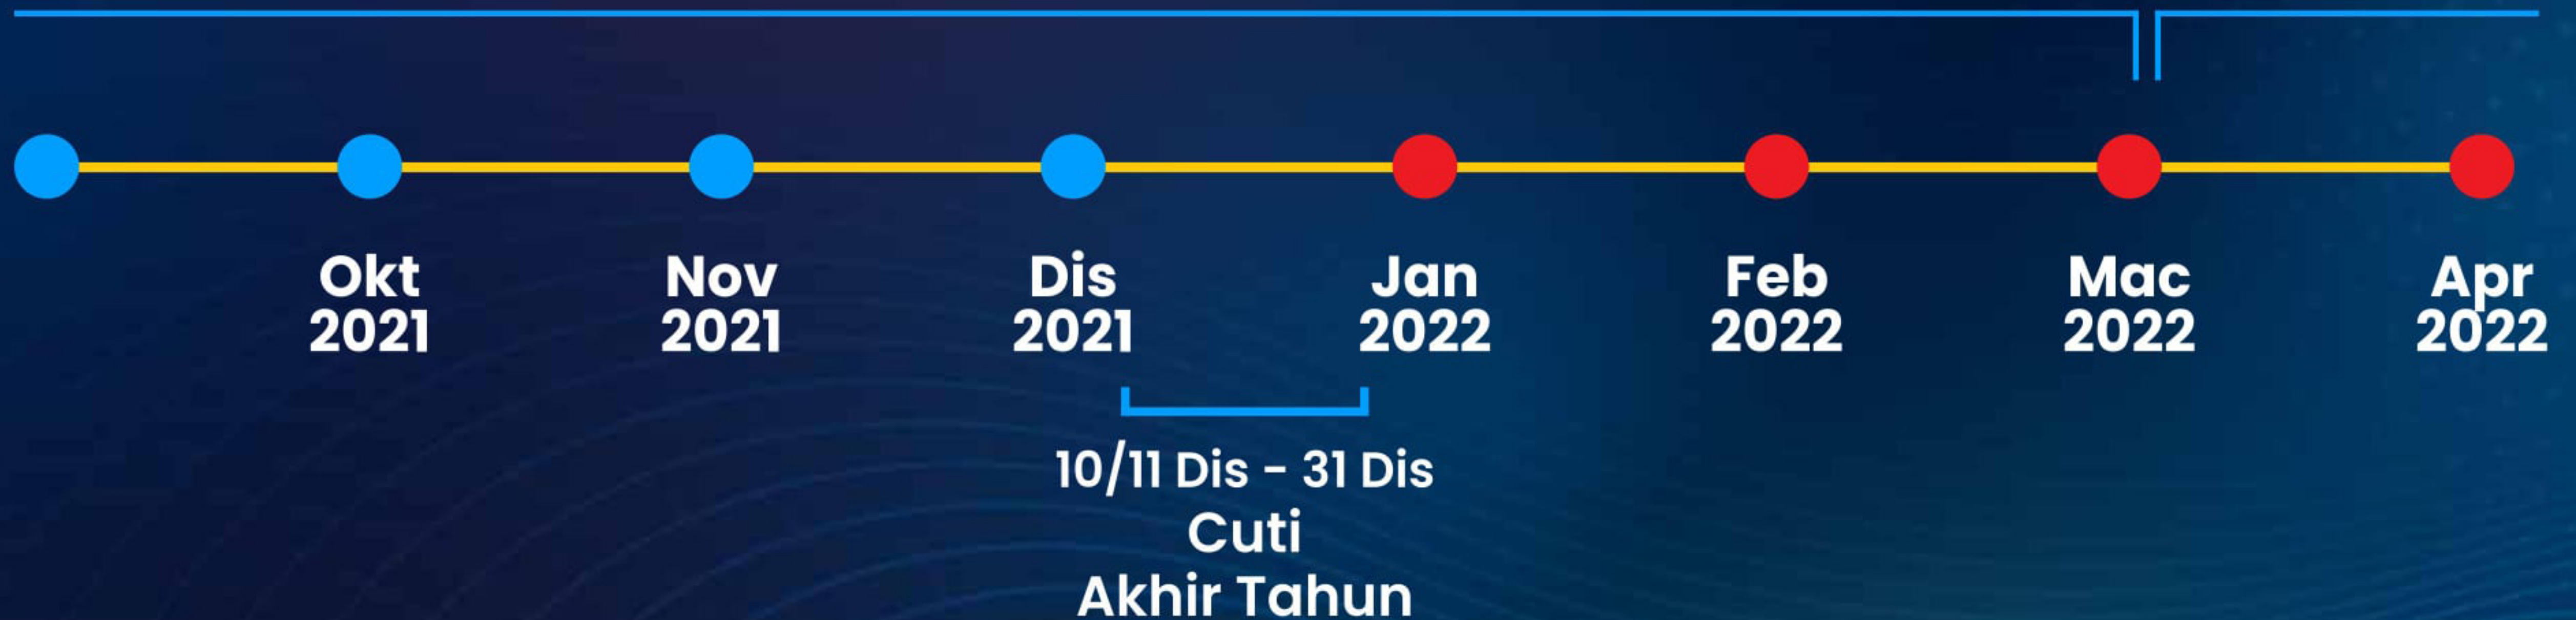 Okt
2021
Nov
2021
Dis
2021
Jan
2022
Feb
2022
Mac
2022
Apr
2022
10/11 Dis - 31 Dis
Cuti
Akhir Tahun